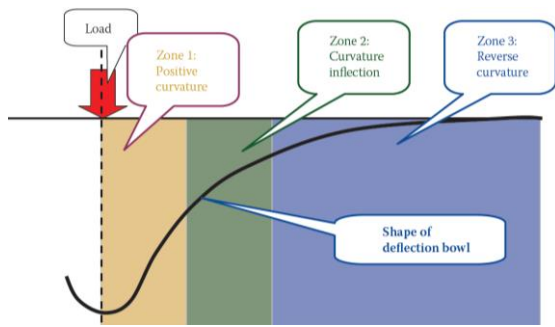 Load
Zone 1:
Positive
curvature
Zone 2:
Curvature
inflection
Zone 3:
Reverse
curvature
Shape of
deflection bowl